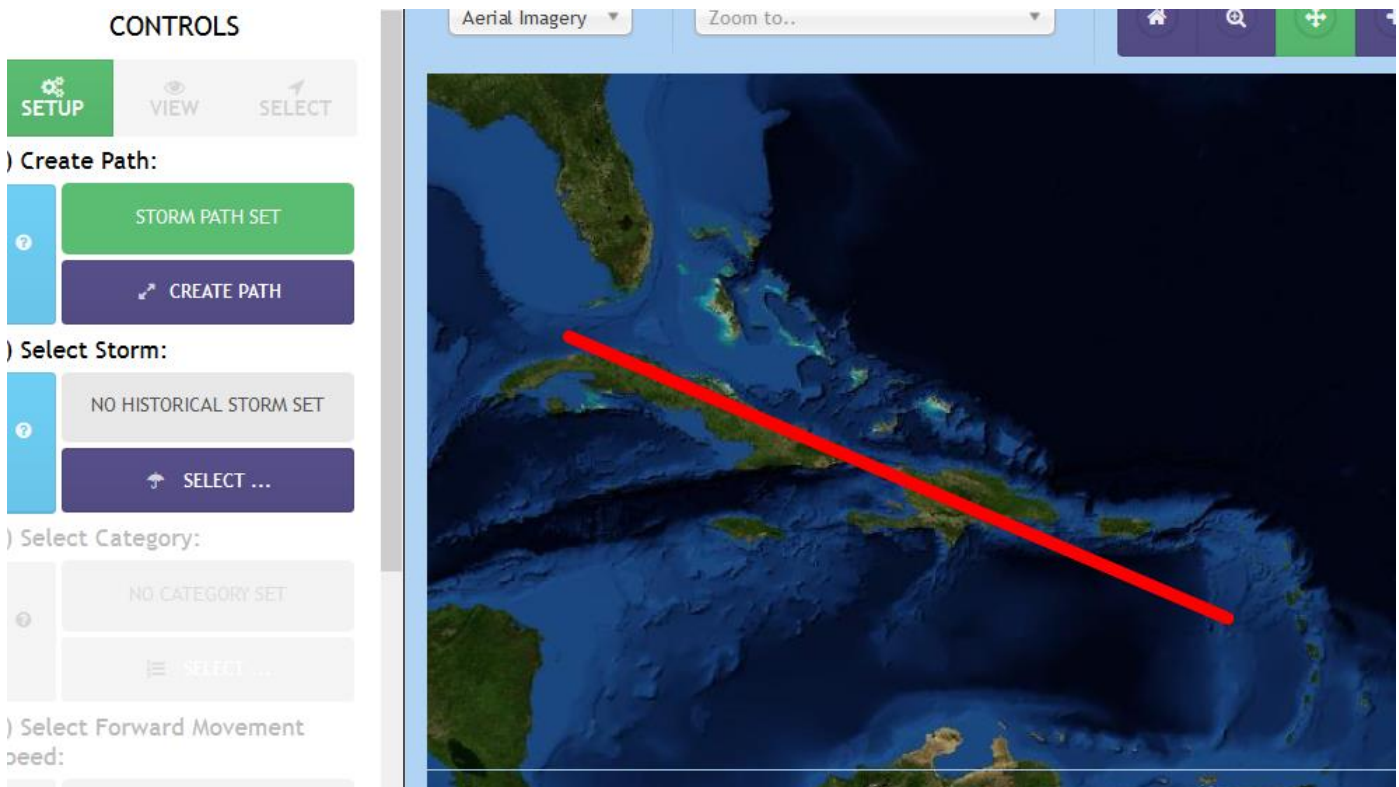 CONTROLS
Aerial Imagery
Zoom to..
SETUP
VIEW
SELECT
) Create Path:
STORM PATH SET
CREATE PATH
) Select Storm:
NO HISTORICAL STORM SET
SELECT ...
) Select Category:
NO CATEGORY SET
SELECT ...
) Select Forward Movement
peed: